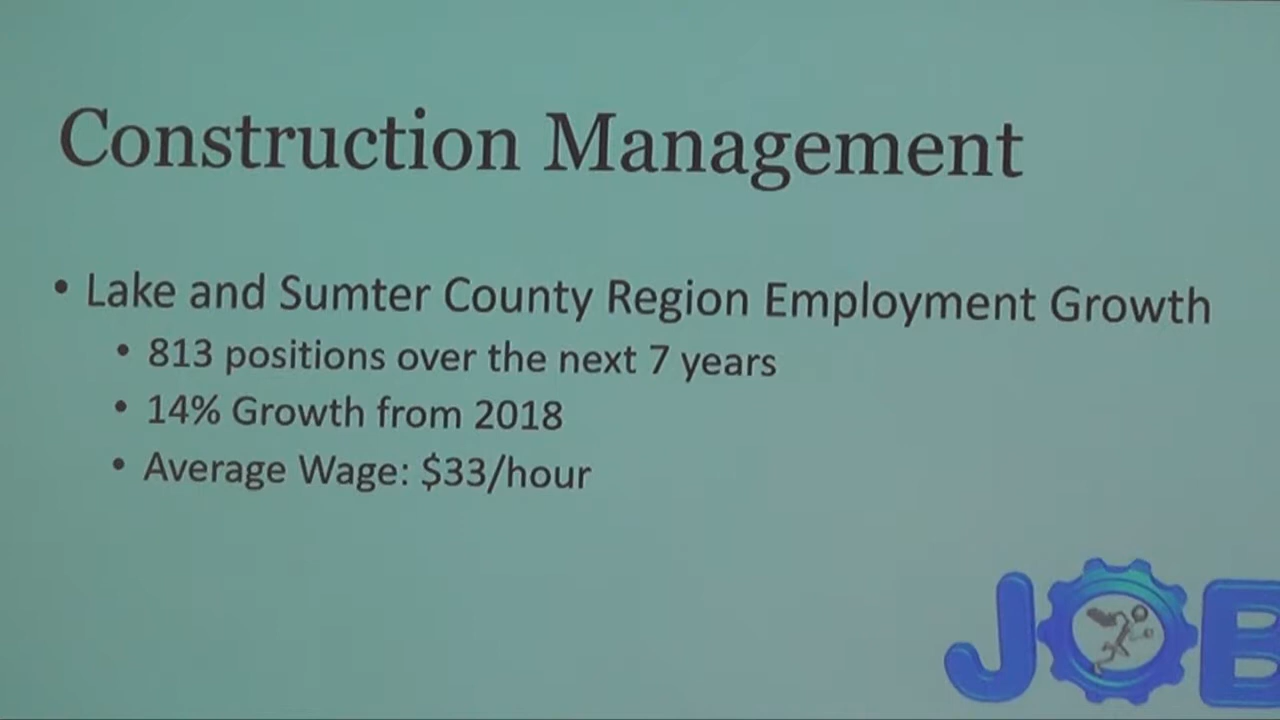 Construction Management
• Lake and Sumter County Region Employment Growth
• 813 positions over the next 7 years
• 14% Growth from 2018
• Average Wage: $33/hour
JOB